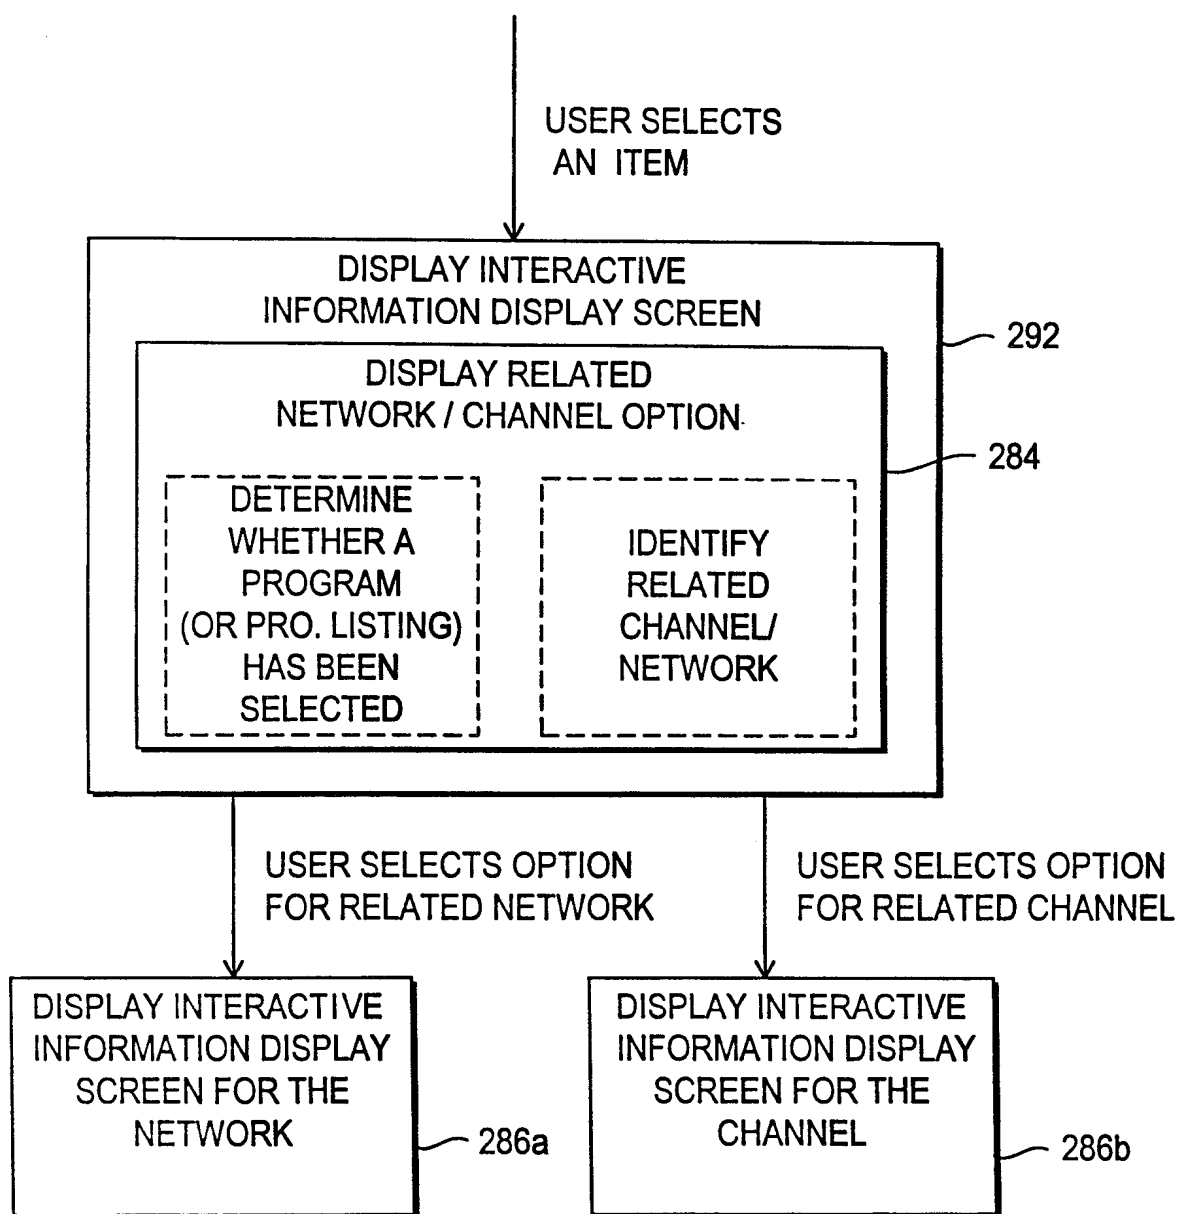 USER SELECTS
AN ITEM
DISPLAY INTERACTIVE
INFORMATION DISPLAY SCREEN
292
DISPLAY RELATED
NETWORK / CHANNEL OPTION
284
DETERMINE
WHETHER A
PROGRAM
(OR PRO. LISTING)
HAS BEEN
SELECTED
IDENTIFY
RELATED
CHANNEL/
NETWORK
USER SELECTS OPTION
FOR RELATED NETWORK
USER SELECTS OPTION
FOR RELATED CHANNEL
DISPLAY INTERACTIVE
INFORMATION DISPLAY
SCREEN FOR THE
NETWORK
286a
DISPLAY INTERACTIVE
INFORMATION DISPLAY
SCREEN FOR THE
CHANNEL
286b